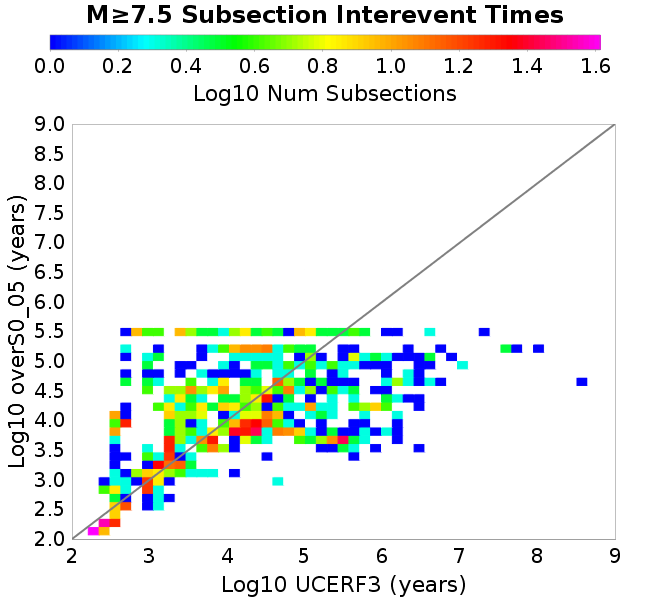 M≥7.5 Subsection Interevent Times
0.0 0.2 0.4 0.6 0.8 1.0 1.2 1.4 1.6
Log10 Num Subsections
9.0
8.5
8.0
7.5
7.0
6.5
6.0
5.5
5.0
4.5
4.0
3.5
3.0
2.5
2.0
Log10 overS0_05 (years)
2 3 4 5 6 7 8 9
Log10 UCERF3 (years)